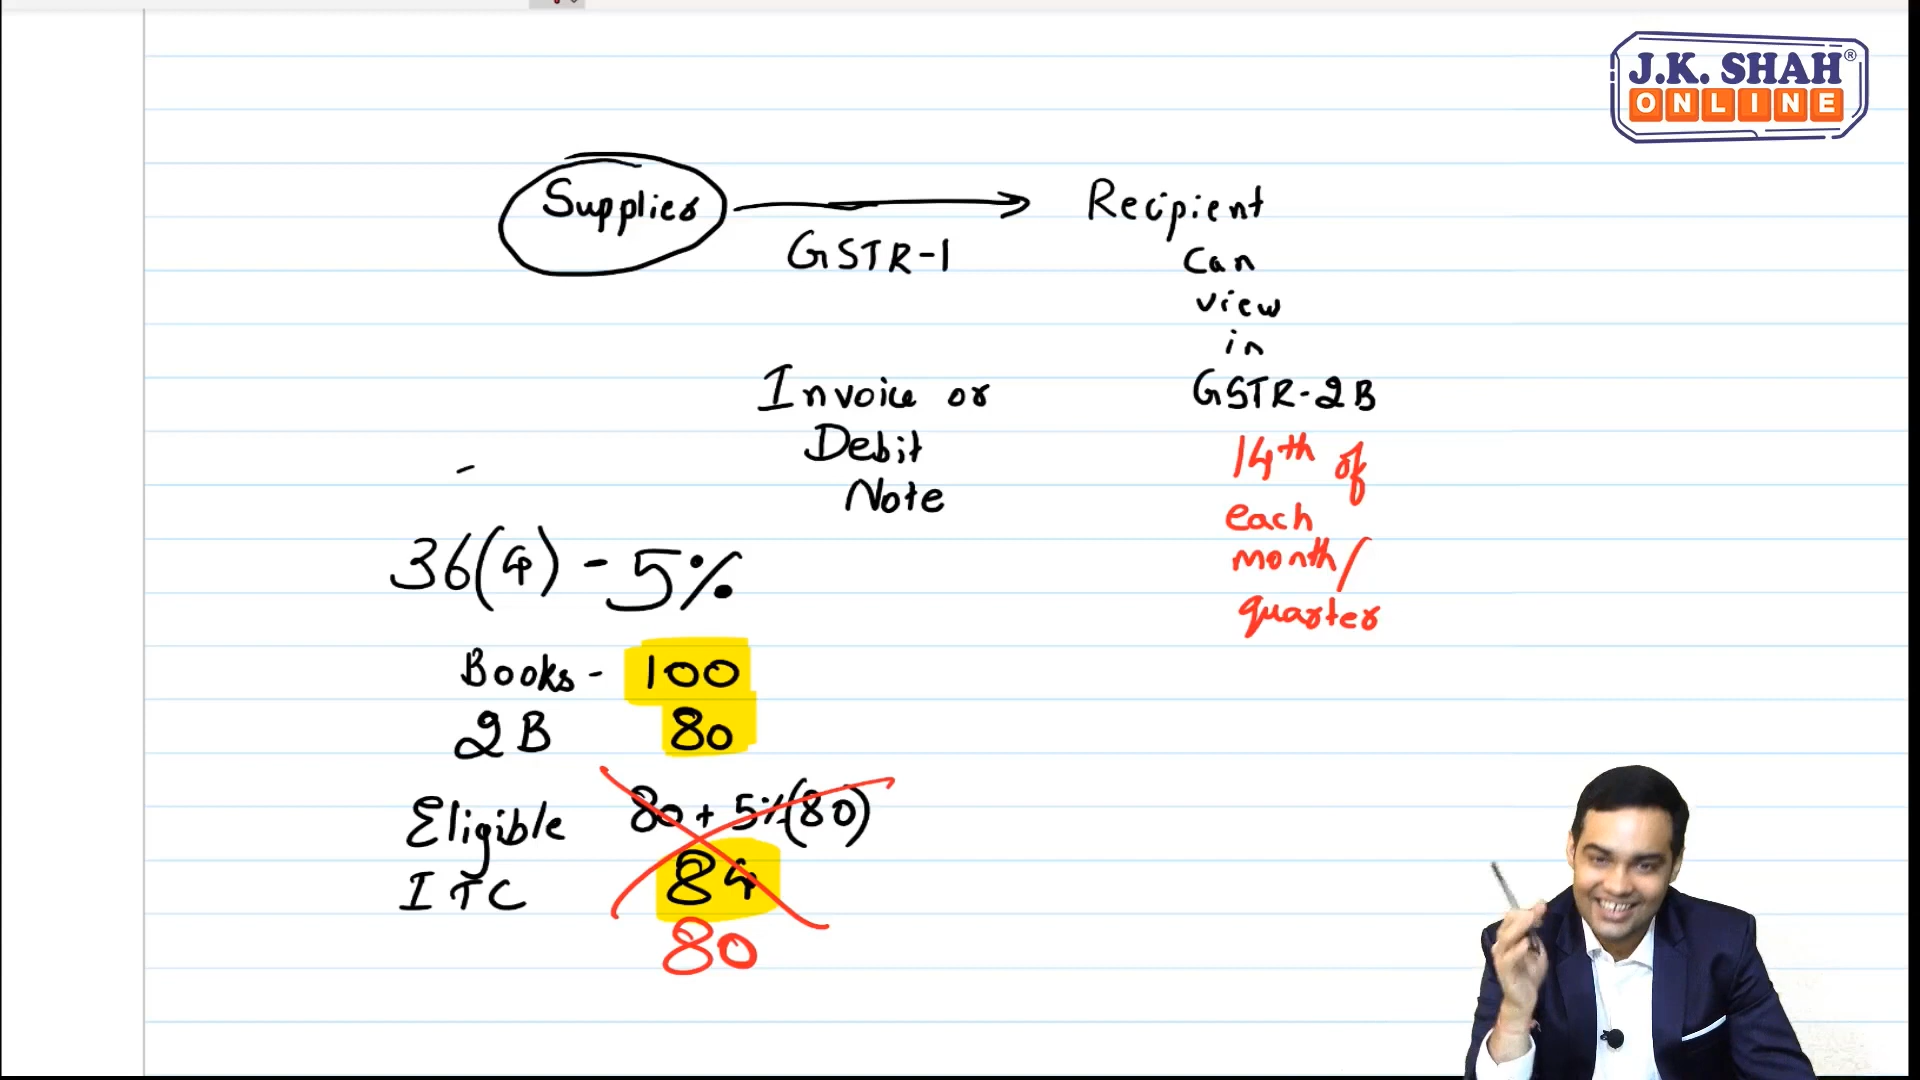 J.K. SHAH®
ONLINE
Supplier
GSTR-1
Recipient
Can
view
in
GSTR-2B
14th of
each
month/
quarter
Invoice or
Debit
Note
36(4) - 5%
Books - 100
2B 80
Eligible 80 + 5%(80)
ITC 84
80